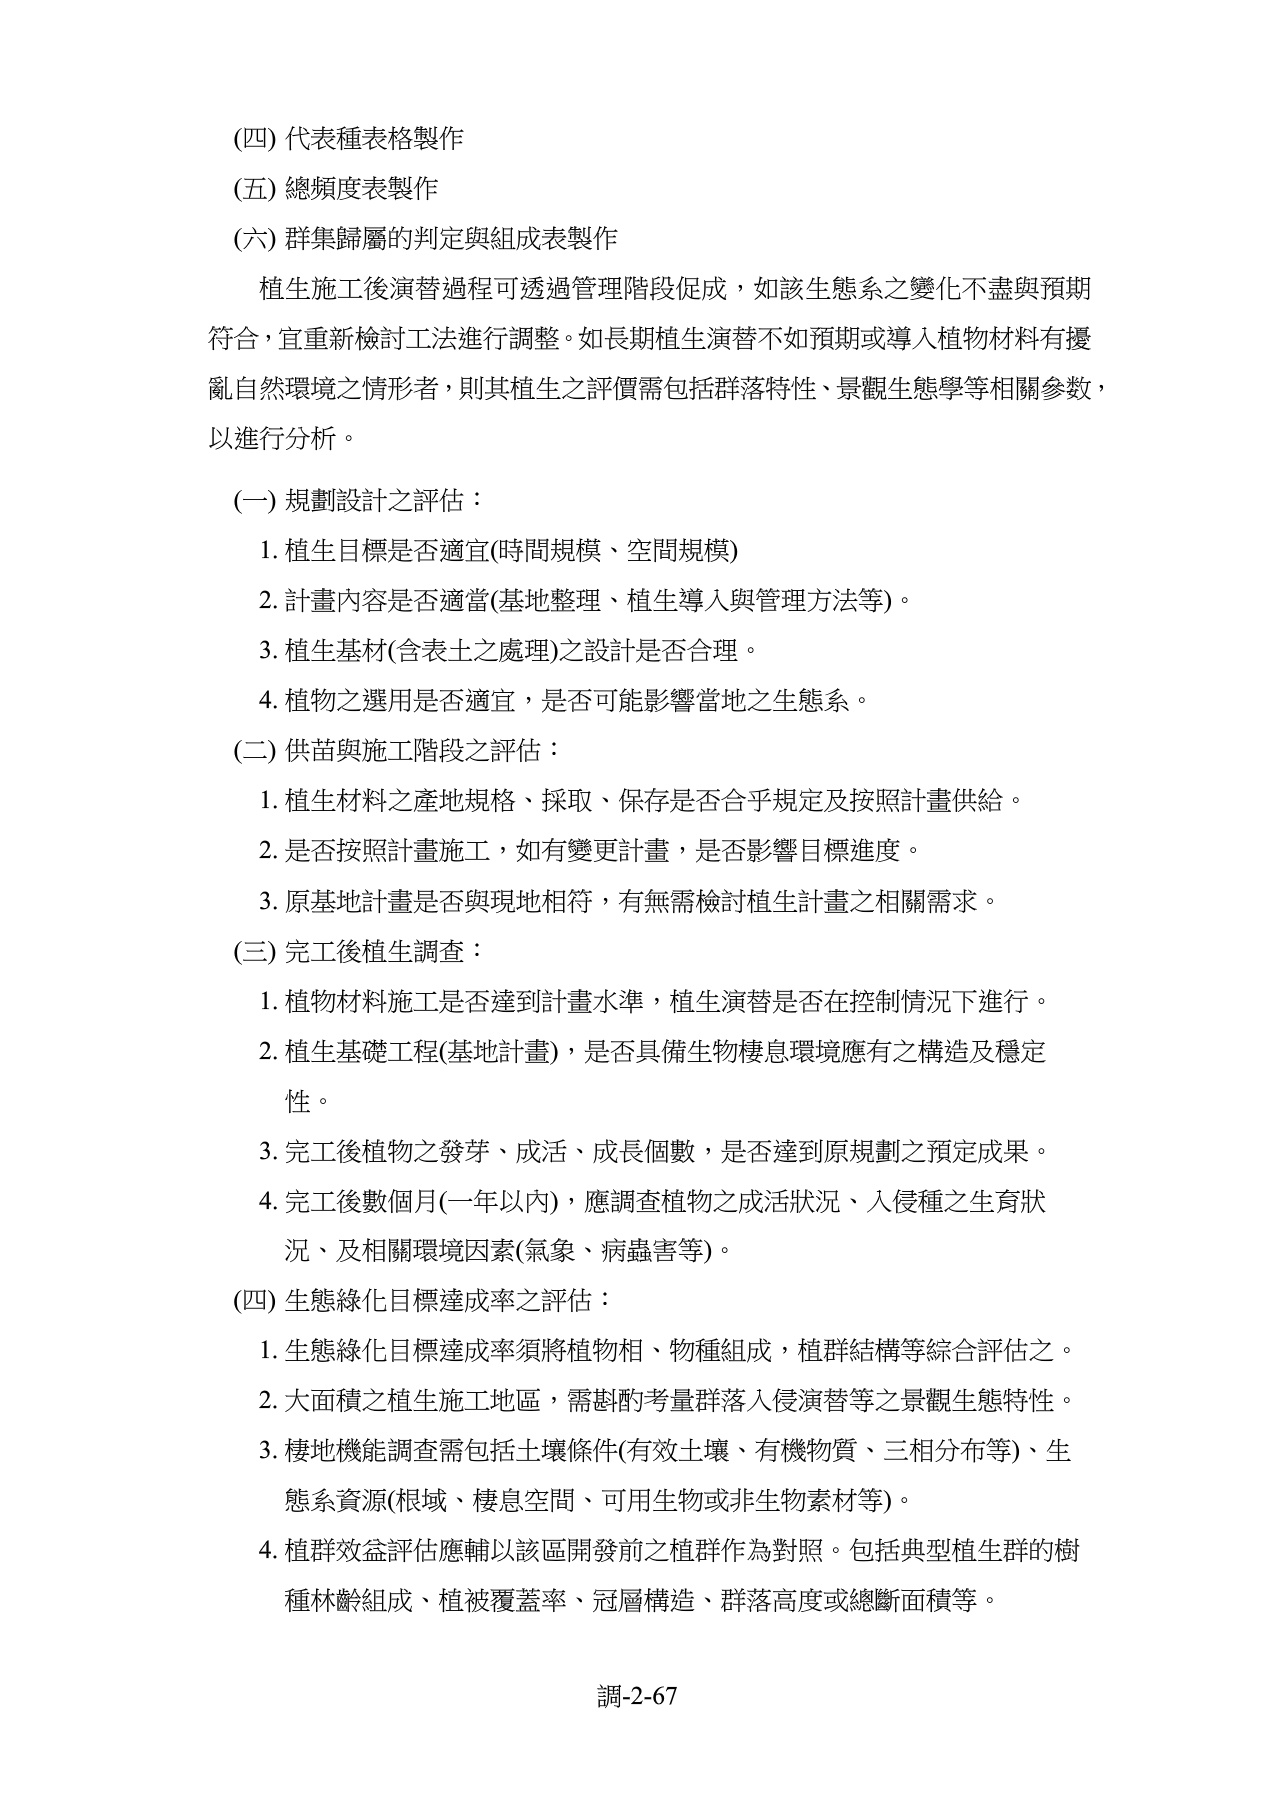 (四) 代表種表格製作
(五) 總頻度表製作
(六) 群集歸屬的判定與組成表製作
植生施工後演替過程可透過管理階段促成，如該生態系之變化不盡與預期
符合，宜重新檢討工法進行調整。如長期植生演替不如預期或導入植物材料有擾
亂自然環境之情形者，則其植生之評價需包括群落特性、景觀生態學等相關參數，
以進行分析。
(一) 規劃設計之評估：
1. 植生目標是否適宜(時間規模、空間規模)
2. 計畫內容是否適當(基地整理、植生導入與管理方法等)。
3. 植生基材(含表土之處理)之設計是否合理。
4. 植物之選用是否適宜，是否可能影響當地之生態系。
(二) 供苗與施工階段之評估：
1. 植生材料之產地規格、採取、保存是否合乎規定及按照計畫供給。
2. 是否按照計畫施工，如有變更計畫，是否影響目標進度。
3. 原基地計畫是否與現地相符，有無需檢討植生計畫之相關需求。
(三) 完工後植生調查：
1. 植物材料施工是否達到計畫水準，植生演替是否在控制情況下進行。
2. 植生基礎工程(基地計畫)，是否具備生物棲息環境應有之構造及穩定
性。
3. 完工後植物之發芽、成活、成長個數，是否達到原規劃之預定成果。
4. 完工後數個月(一年以內)，應調查植物之成活狀況、入侵種之生育狀
況、及相關環境因素(氣象、病蟲害等)。
(四) 生態綠化目標達成率之評估：
1. 生態綠化目標達成率須將植物相、物種組成，植群結構等綜合評估之。
2. 大面積之植生施工地區，需斟酌考量群落入侵演替等之景觀生態特性。
3. 棲地機能調查需包括土壤條件(有效土壤、有機物質、三相分布等)、生
態系資源(根域、棲息空間、可用生物或非生物素材等)。
4. 植群效益評估應輔以該區開發前之植群作為對照。包括典型植生群的樹
種林齡組成、植被覆蓋率、冠層構造、群落高度或總斷面積等。
調-2-67